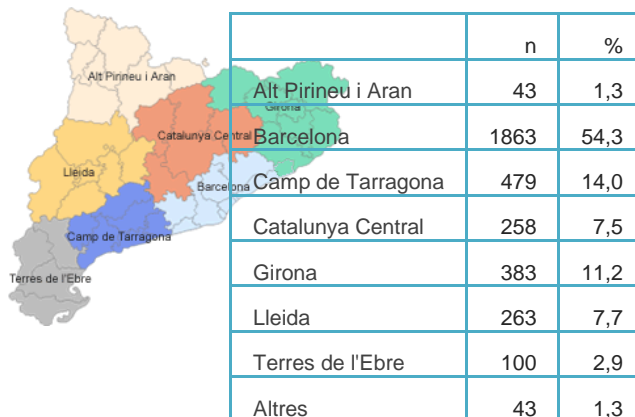 Alt Pirineu i Aran
Girona
Catalunya Central
Lleida
Barcelona
Camp de Tarragona
Terres de l'Ebre
n %
Alt Pirineu i Aran 43 1,3
Barcelona 1863 54,3
Camp de Tarragona 479 14,0
Catalunya Central 258 7,5
Girona 383 11,2
Lleida 263 7,7
Terres de l'Ebre 100 2,9
Altres 43 1,3